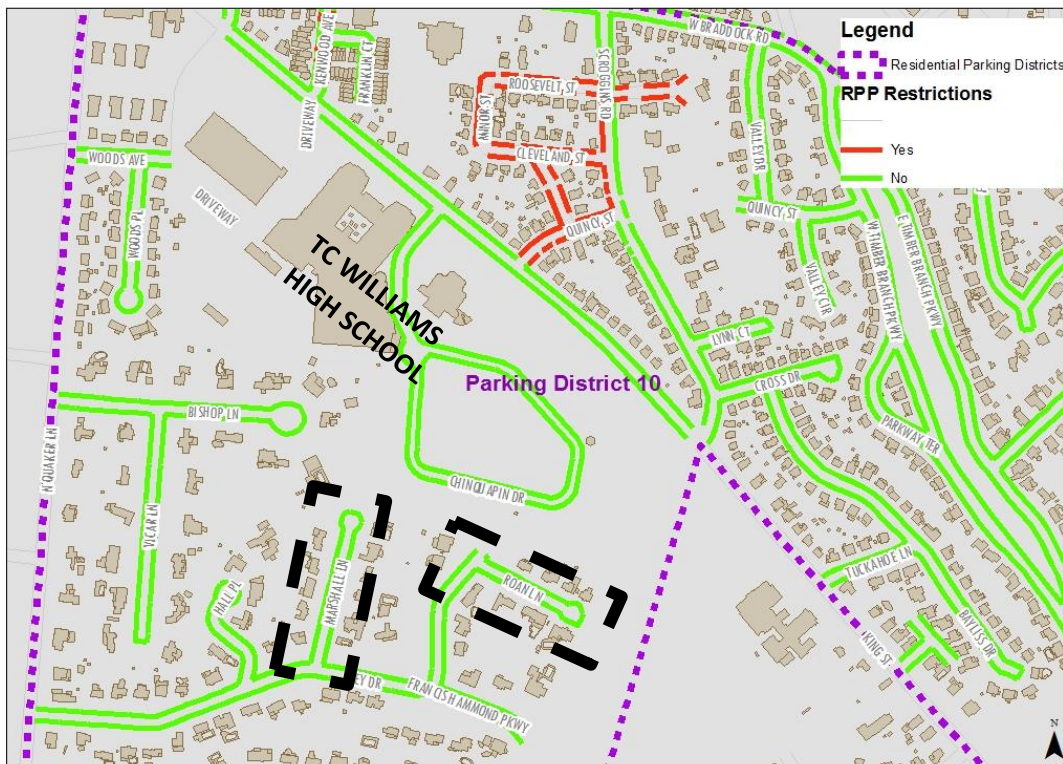 Legend
Residential Parking Districts
RPP Restrictions
Yes
No
W BRADDOCK RD
KENWOOD AVE
FRANKLIN CT
DRIVEWAY
SCROGGINS RD
ROOSEVELT ST
MINOR ST
CLEVELAND ST
QUINCY ST
VALLEY DR
QUINCY ST
VALLEY CIR
W TIMBER BRANCH PKWY
E TIMBER BRANCH PKWY
WOODS AVE
WOODS PL
DRIVEWAY
TC WILLIAMS
HIGH SCHOOL
LYNN CT
CROSS DR
Parking District 10
PARKWAY TER
BISHOP LN
N QUAKER LN
VICAR LN
CHINQUAPIN DR
MARSHALL LN
HALL PL
ROAN LN
TUCKAHOE LN
BAYLISS DR
KING ST
EY DR
FRANCIS HAMMOND PKWY
N